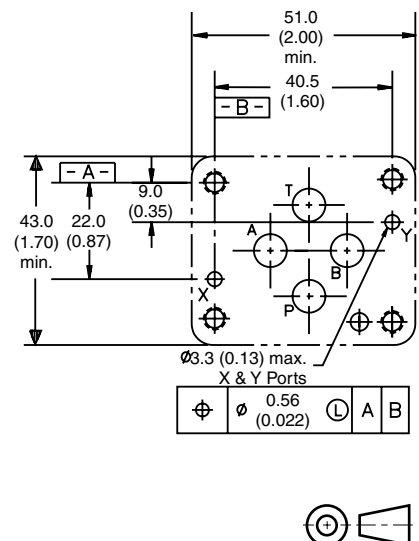 51.0
(2.00)
min.
40.5
(1.60)
- B -
- A -
9.0
(0.35)
T
43.0
(1.70)
min.
22.0
(0.87)
A
Y
B
X
P
Ø3.3 (0.13) max.
X & Y Ports
⌖ ø 0.56 (0.022) Ⓛ A B